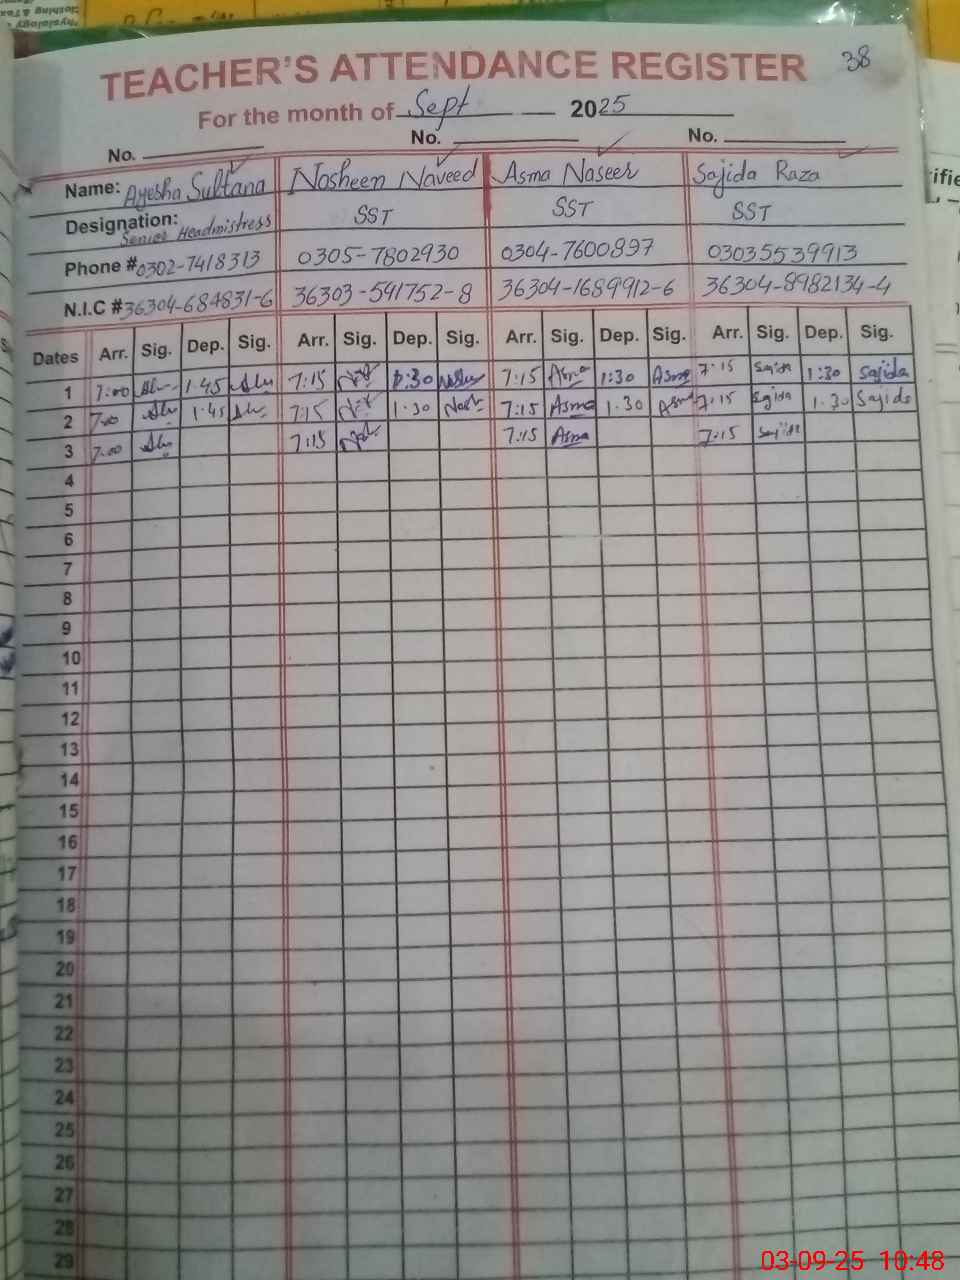 38
TEACHER'S ATTENDANCE REGISTER
For the month of Sept 2025
No. No. No.
Name: Ayesha Sultana Nosheen Naveed Asma Naseer Sajida Raza
Designation: Senior Headmistress SST SST SST
Phone # 0302-7418313 0305-7802930 0304-7600897 03035539913
N.I.C # 36304-684831-6 36303-541752-8 36304-1689912-6 36304-8982134-4
Dates Arr. Sig. Dep. Sig. Arr. Sig. Dep. Sig. Arr. Sig. Dep. Sig. Arr. Sig. Dep. Sig.
1 7:00 1.45 7:15 1:30 7:15 Asma 1:30 Asma 7:15 Sajida 1:30 Sajida
2 7:00 1:45 7:15 1.30 7:15 Asma 1.30 Asma 7:15 Sajida 1.30 Sajida
3 7:00 7:15 7:15 Asma 7:15 Sajida
4
5
6
7
8
9
10
11
12
13
14
15
16
17
18
19
20
21
22
23
24
25
26
27
28
29
03-09-25 10:48